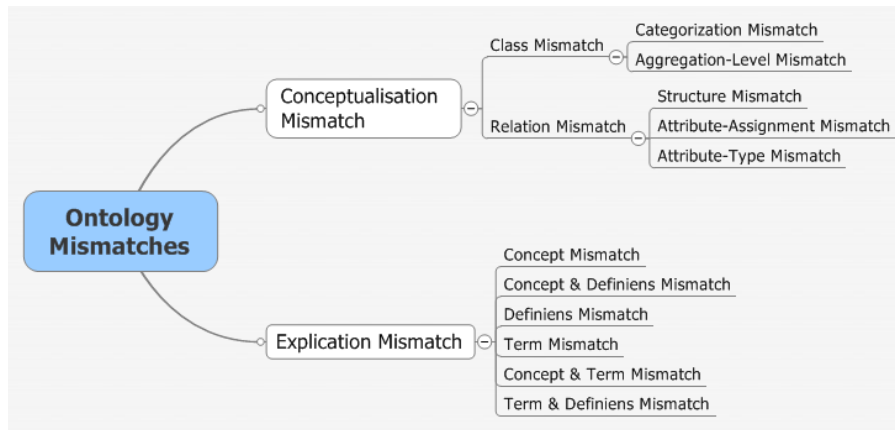 Ontology
Mismatches
Conceptualisation
Mismatch
Class Mismatch
Categorization Mismatch
Aggregation-Level Mismatch
Relation Mismatch
Structure Mismatch
Attribute-Assignment Mismatch
Attribute-Type Mismatch
Explication Mismatch
Concept Mismatch
Concept & Definiens Mismatch
Definiens Mismatch
Term Mismatch
Concept & Term Mismatch
Term & Definiens Mismatch